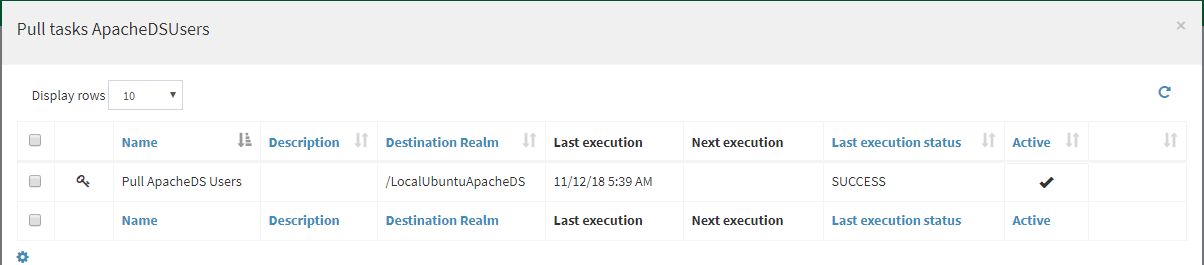 Pull tasks ApacheDSUsers ×
Display rows 10
Name Description Destination Realm Last execution Next execution Last execution status Active
Pull ApacheDS Users /LocalUbuntuApacheDS 11/12/18 5:39 AM SUCCESS
Name Description Destination Realm Last execution Next execution Last execution status Active